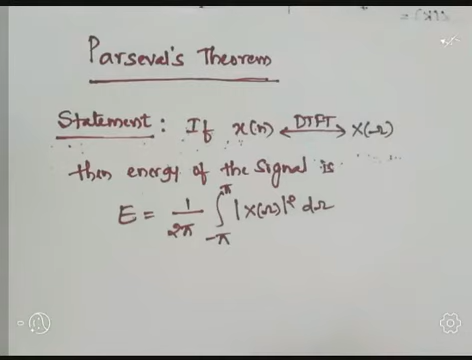 Parseval's Theorem
Statement: If x(n) <-DTFT-> X(Ω)
then energy of the signal is
E = 1/2π ∫_{-π}^{π} |X(Ω)|² dΩ